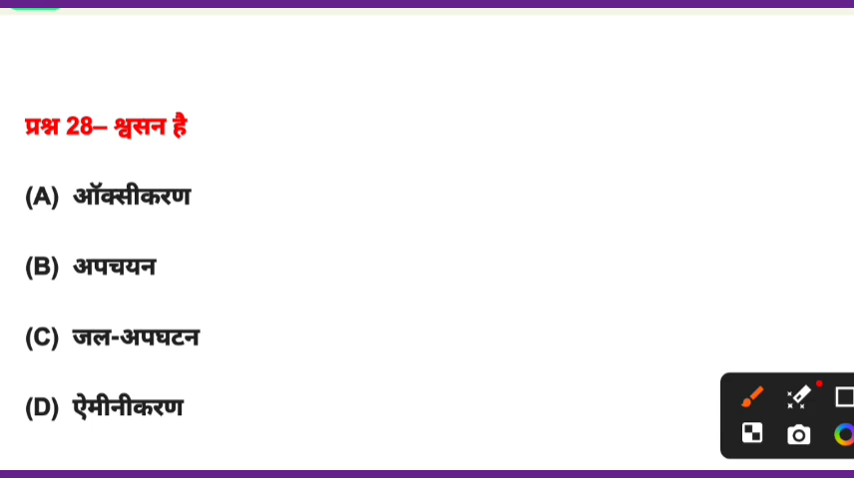 प्रश्न 28– श्वसन है
(A) ऑक्सीकरण
(B) अपचयन
(C) जल-अपघटन
(D) ऐमीनीकरण